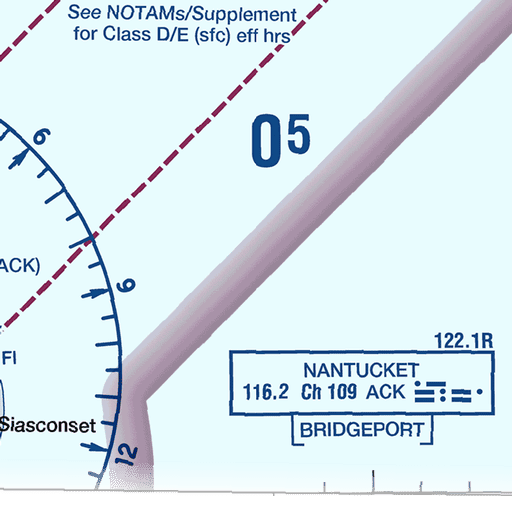 See NOTAMs/Supplement
for Class D/E (sfc) eff hrs
05
6
ACK)
6
FI
122.1R
NANTUCKET
116.2 Ch 109 ACK
BRIDGEPORT
Siasconset
12